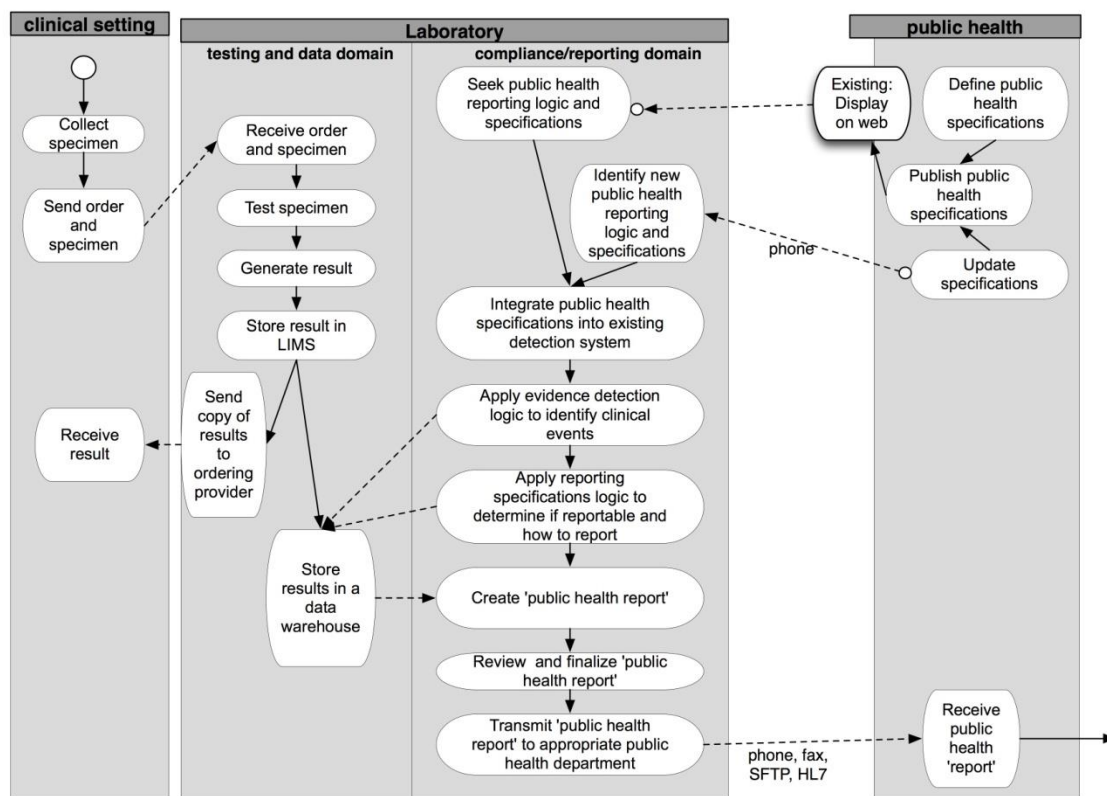 clinical setting
Laboratory
public health
testing and data domain
compliance/reporting domain
Collect
specimen
Send order
and
specimen
Receive
result
Receive order
and specimen
Test specimen
Generate result
Store result in
LIMS
Send
copy of
results
to
ordering
provider
Store
results in a
data
warehouse
Seek public health
reporting logic and
specifications
Identify new
public health
reporting
logic and
specifications
Integrate public health
specifications into existing
detection system
Apply evidence detection
logic to identify clinical
events
Apply reporting
specifications logic to
determine if reportable and
how to report
Create 'public health report'
Review  and finalize 'public
health report'
Transmit 'public health
report' to appropriate public
health department
phone
phone, fax,
SFTP, HL7
Existing:
Display
on web
Define public
health
specifications
Publish public
health
specifications
Update
specifications
Receive
public
health
'report'